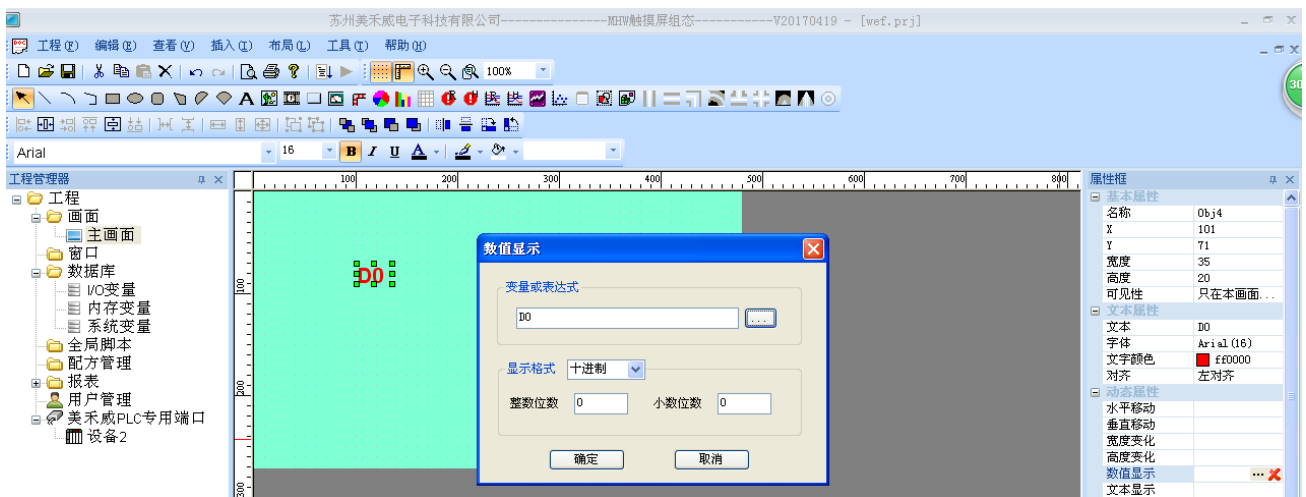 苏州美禾威电子科技有限公司----------------MHW触摸屏组态------------V20170419 - [wef.prj]
工程(F) 编辑(E) 查看(V) 插入(I) 布局(L) 工具(T) 帮助(H)
100%
30
Arial 16 B I U A
工程管理器
工程
画面
主画面
窗口
数据库
I/O变量
内存变量
系统变量
全局脚本
配方管理
报表
用户管理
美禾威PLC专用端口
设备2
100 200 300 400 500 600 700 800
100
200
300
D0
数值显示
变量或表达式
D0
...
显示格式 十进制
整数位数 0 小数位数 0
确定 取消
属性框
基本属性
名称 Obj4
X 101
Y 71
宽度 35
高度 20
可见性 只在本画面...
文本属性
文本 D0
字体 Arial(16)
文字颜色 ff0000
对齐 左对齐
动态属性
水平移动
垂直移动
宽度变化
高度变化
数值显示 ...
文本显示